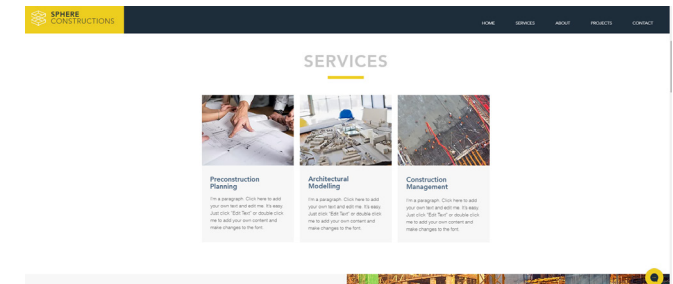 SPHERE
CONSTRUCTIONS
HOME SERVICES ABOUT PROJECTS CONTACT
SERVICES
Preconstruction
Planning
I'm a paragraph. Click here to add
your own text and edit me. It's easy.
Just click "Edit Text" or double click
me to add your own content and
make changes to the font.
Architectural
Modelling
I'm a paragraph. Click here to add
your own text and edit me. It's easy.
Just click "Edit Text" or double click
me to add your own content and
make changes to the font.
Construction
Management
I'm a paragraph. Click here to add
your own text and edit me. It's easy.
Just click "Edit Text" or double click
me to add your own content and
make changes to the font.